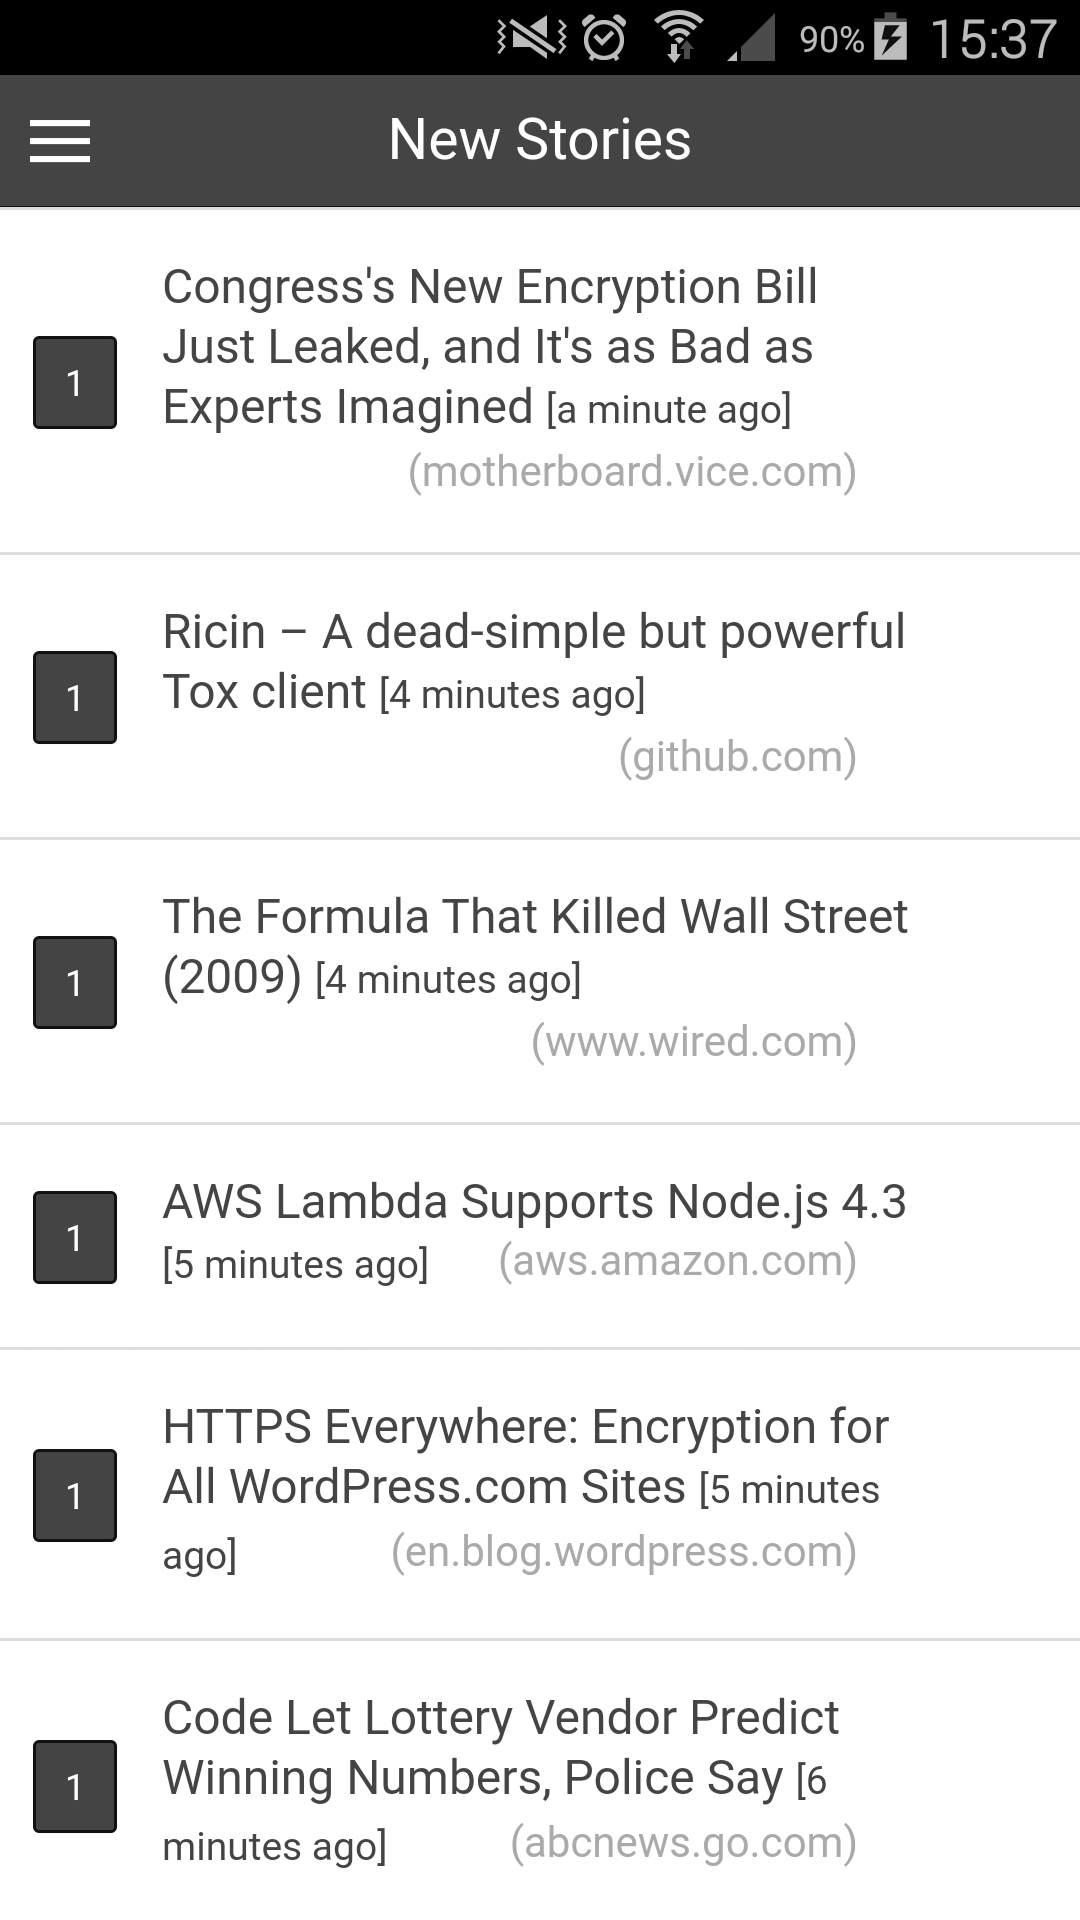 90% 15:37
New Stories
Congress's New Encryption Bill
Just Leaked, and It's as Bad as
1
Experts Imagined [a minute ago]
(motherboard.vice.com)
Ricin – A dead-simple but powerful
1
Tox client [4 minutes ago]
(github.com)
The Formula That Killed Wall Street
1
(2009) [4 minutes ago]
(www.wired.com)
AWS Lambda Supports Node.js 4.3
1
[5 minutes ago] (aws.amazon.com)
HTTPS Everywhere: Encryption for
1
All WordPress.com Sites [5 minutes
ago] (en.blog.wordpress.com)
Code Let Lottery Vendor Predict
1
Winning Numbers, Police Say [6
minutes ago] (abcnews.go.com)